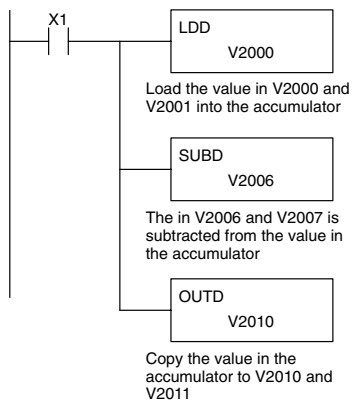 X1
LDD
V2000
Load the value in V2000 and
V2001 into the accumulator
SUBD
V2006
The in V2006 and V2007 is
subtracted from the value in
the accumulator
OUTD
V2010
Copy the value in the
accumulator to V2010 and
V2011